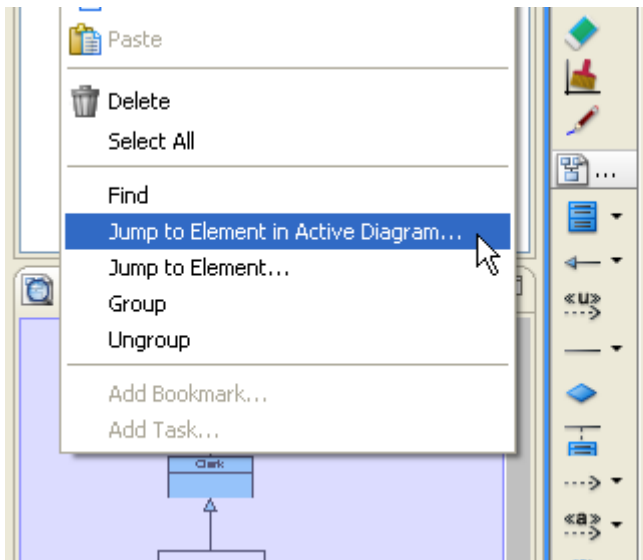 Paste
Delete
Select All
...
Find
Jump to Element in Active Diagram...
Jump to Element...
«u»
Group
Ungroup
Add Bookmark...
Add Task...
Clerk
«a»